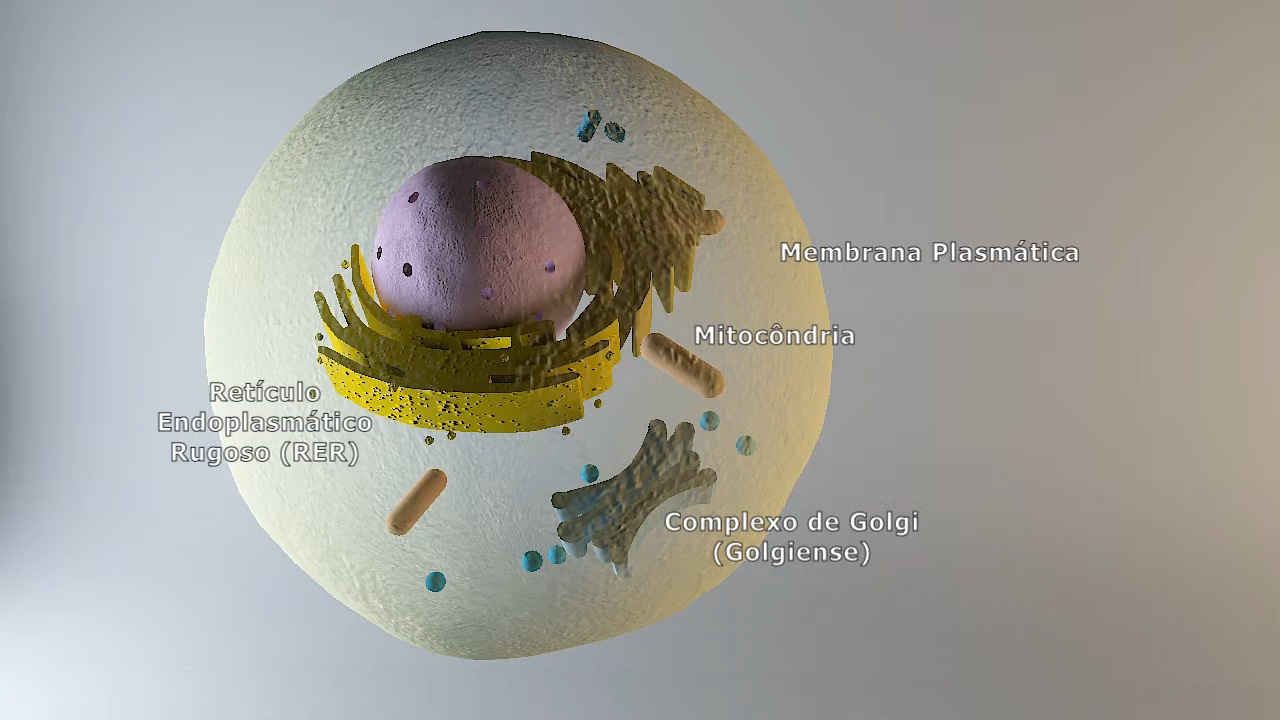 Membrana Plasmática
Mitocôndria
Retículo
Endoplasmático
Rugoso (RER)
Complexo de Golgi
(Golgiense)